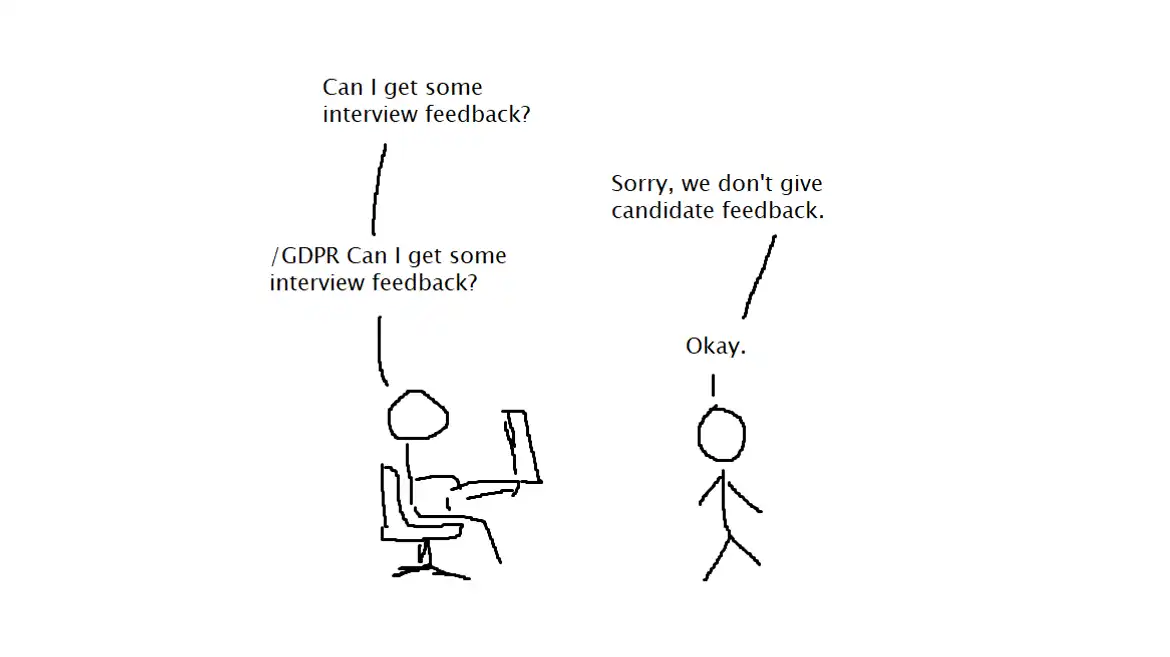 Can I get some
interview feedback?
Sorry, we don't give
candidate feedback.
/GDPR Can I get some
interview feedback?
Okay.